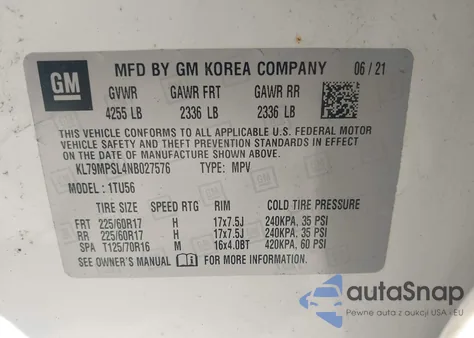 GM
MFD BY GM KOREA COMPANY 06 / 21
GVWR GAWR FRT GAWR RR
4255 LB 2336 LB 2336 LB
THIS VEHICLE CONFORMS TO ALL APPLICABLE U.S. FEDERAL MOTOR
VEHICLE SAFETY AND THEFT PREVENTION STANDARDS IN EFFECT
ON THE DATE OF MANUFACTURE SHOWN ABOVE.
KL79MPSL4NB027576 TYPE: MPV
MODEL: 1TU56
TIRE SIZE SPEED RTG RIM COLD TIRE PRESSURE
FRT 225/60R17 H 17x7.5J 240KPA, 35 PSI
RR 225/60R17 H 17x7.5J 240KPA, 35 PSI
SPA T125/70R16 M 16x4.0BT 420KPA, 60 PSI
SEE OWNER'S MANUAL FOR MORE INFORMATION.
autoSnap
Pewne auta z aukcji USA - EU